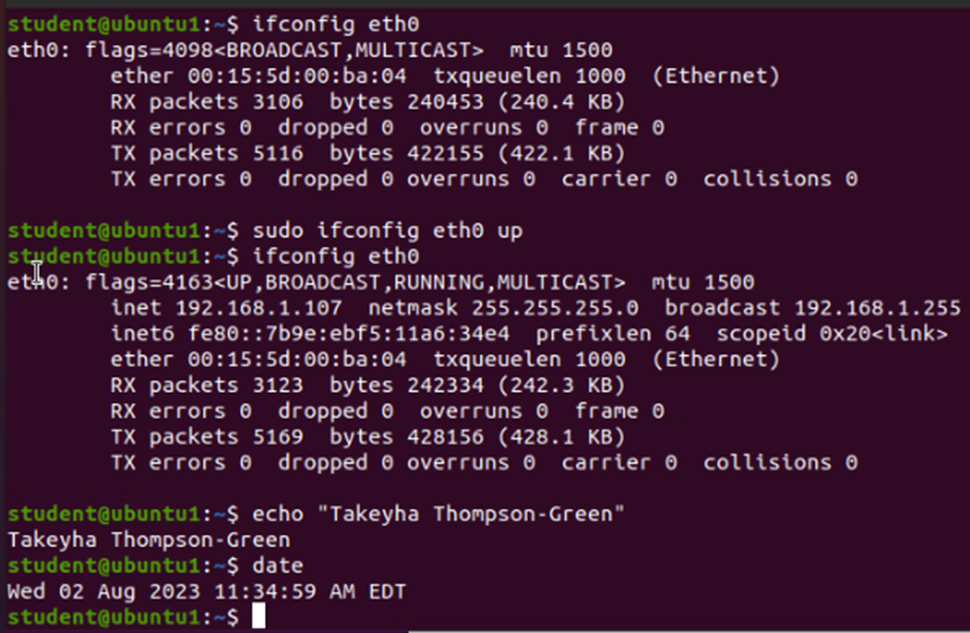 student@ubuntu1:~$ ifconfig eth0
eth0: flags=4098<BROADCAST,MULTICAST>  mtu 1500
        ether 00:15:5d:00:ba:04  txqueuelen 1000  (Ethernet)
        RX packets 3106  bytes 240453 (240.4 KB)
        RX errors 0  dropped 0  overruns 0  frame 0
        TX packets 5116  bytes 422155 (422.1 KB)
        TX errors 0  dropped 0 overruns 0  carrier 0  collisions 0

student@ubuntu1:~$ sudo ifconfig eth0 up
student@ubuntu1:~$ ifconfig eth0
eth0: flags=4163<UP,BROADCAST,RUNNING,MULTICAST>  mtu 1500
        inet 192.168.1.107  netmask 255.255.255.0  broadcast 192.168.1.255
        inet6 fe80::7b9e:ebf5:11a6:34e4  prefixlen 64  scopeid 0x20<link>
        ether 00:15:5d:00:ba:04  txqueuelen 1000  (Ethernet)
        RX packets 3123  bytes 242334 (242.3 KB)
        RX errors 0  dropped 0  overruns 0  frame 0
        TX packets 5169  bytes 428156 (428.1 KB)
        TX errors 0  dropped 0 overruns 0  carrier 0  collisions 0

student@ubuntu1:~$ echo "Takeyha Thompson-Green"
Takeyha Thompson-Green
student@ubuntu1:~$ date
Wed 02 Aug 2023 11:34:59 AM EDT
student@ubuntu1:~$